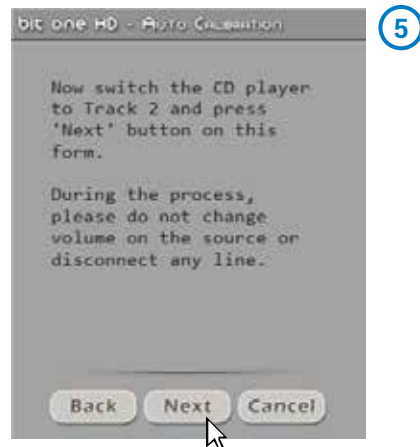 bit one HD - Auto Calibration
5
Now switch the CD player
to Track 2 and press
'Next' button on this
form.
During the process,
please do not change
volume on the source or
disconnect any line.
Back Next Cancel